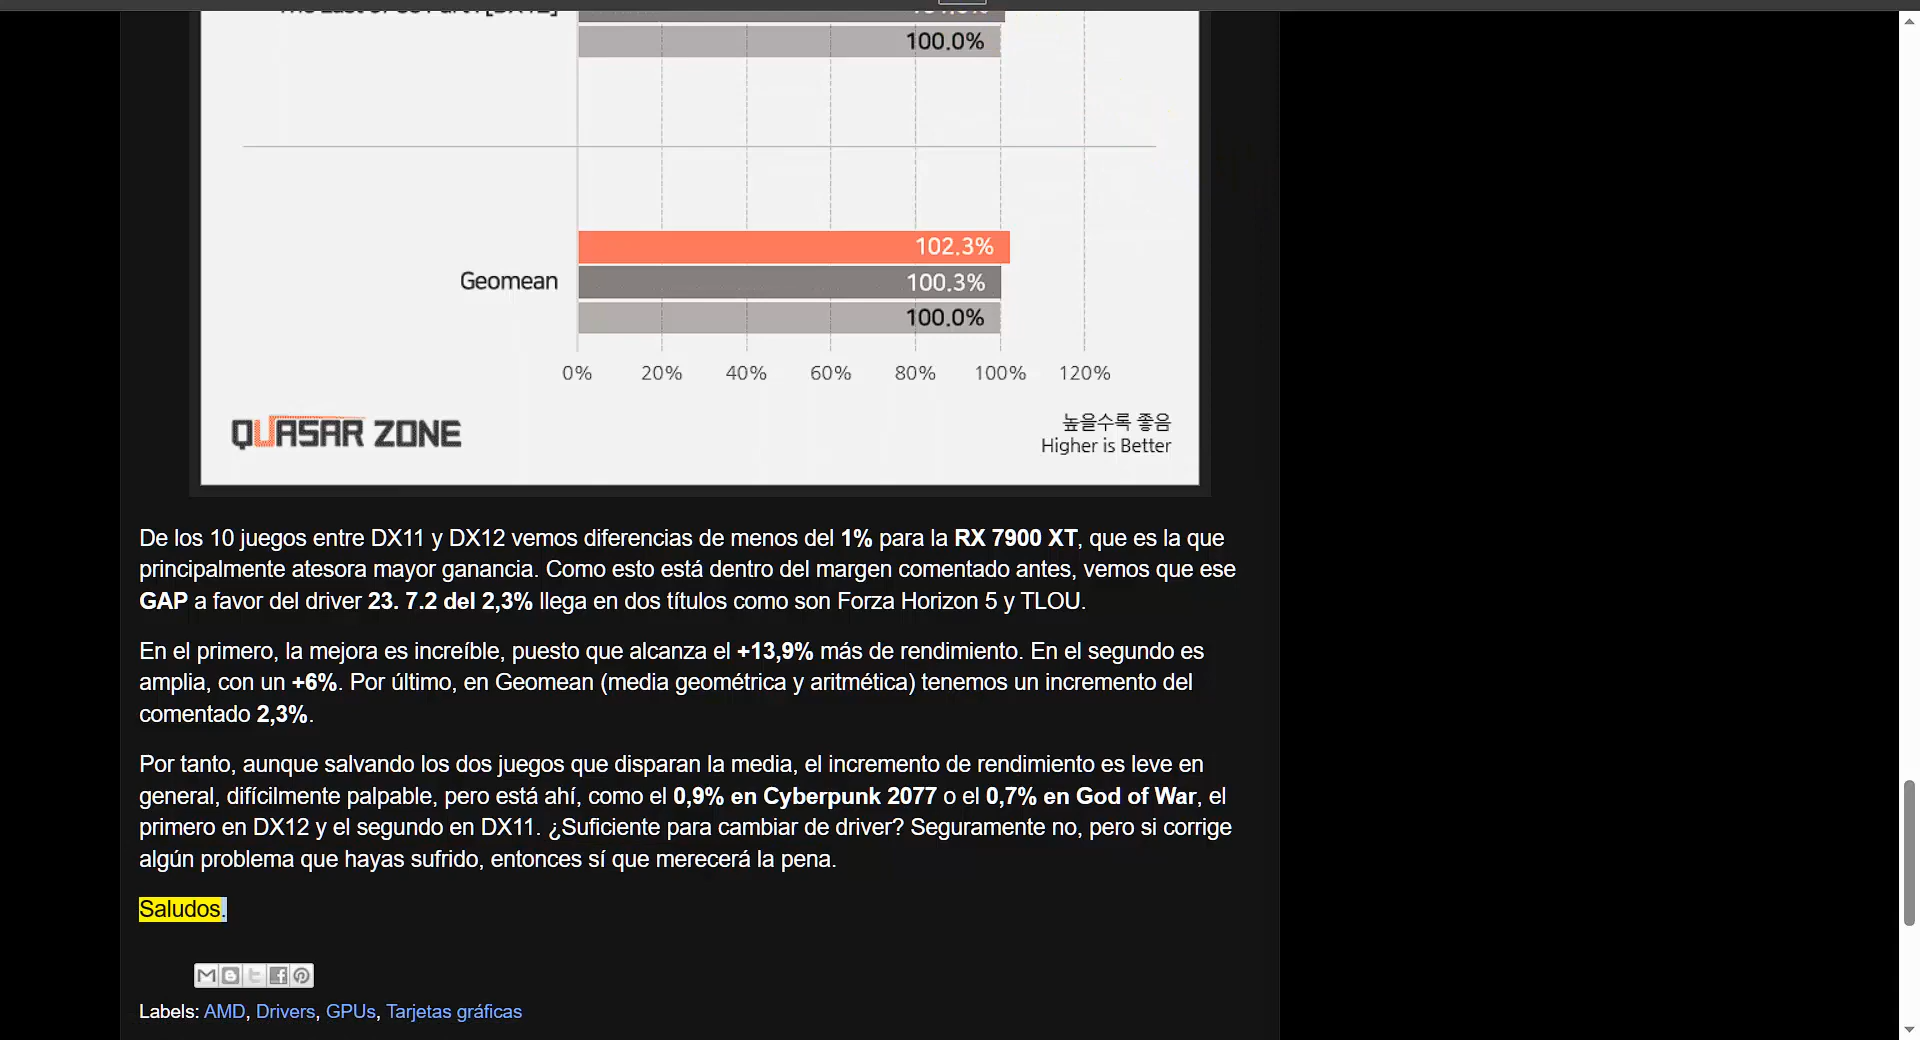 100.0%
102.3%
Geomean
100.3%
100.0%
0% 20% 40% 60% 80% 100% 120%
QUASAR ZONE
높을수록 좋음
Higher is Better
De los 10 juegos entre DX11 y DX12 vemos diferencias de menos del 1% para la RX 7900 XT, que es la que
principalmente atesora mayor ganancia. Como esto está dentro del margen comentado antes, vemos que ese
GAP a favor del driver 23. 7.2 del 2,3% llega en dos títulos como son Forza Horizon 5 y TLOU.
En el primero, la mejora es increíble, puesto que alcanza el +13,9% más de rendimiento. En el segundo es
amplia, con un +6%. Por último, en Geomean (media geométrica y aritmética) tenemos un incremento del
comentado 2,3%.
Por tanto, aunque salvando los dos juegos que disparan la media, el incremento de rendimiento es leve en
general, difícilmente palpable, pero está ahí, como el 0,9% en Cyberpunk 2077 o el 0,7% en God of War, el
primero en DX12 y el segundo en DX11. ¿Suficiente para cambiar de driver? Seguramente no, pero si corrige
algún problema que hayas sufrido, entonces sí que merecerá la pena.
Saludos.
Labels: AMD, Drivers, GPUs, Tarjetas gráficas